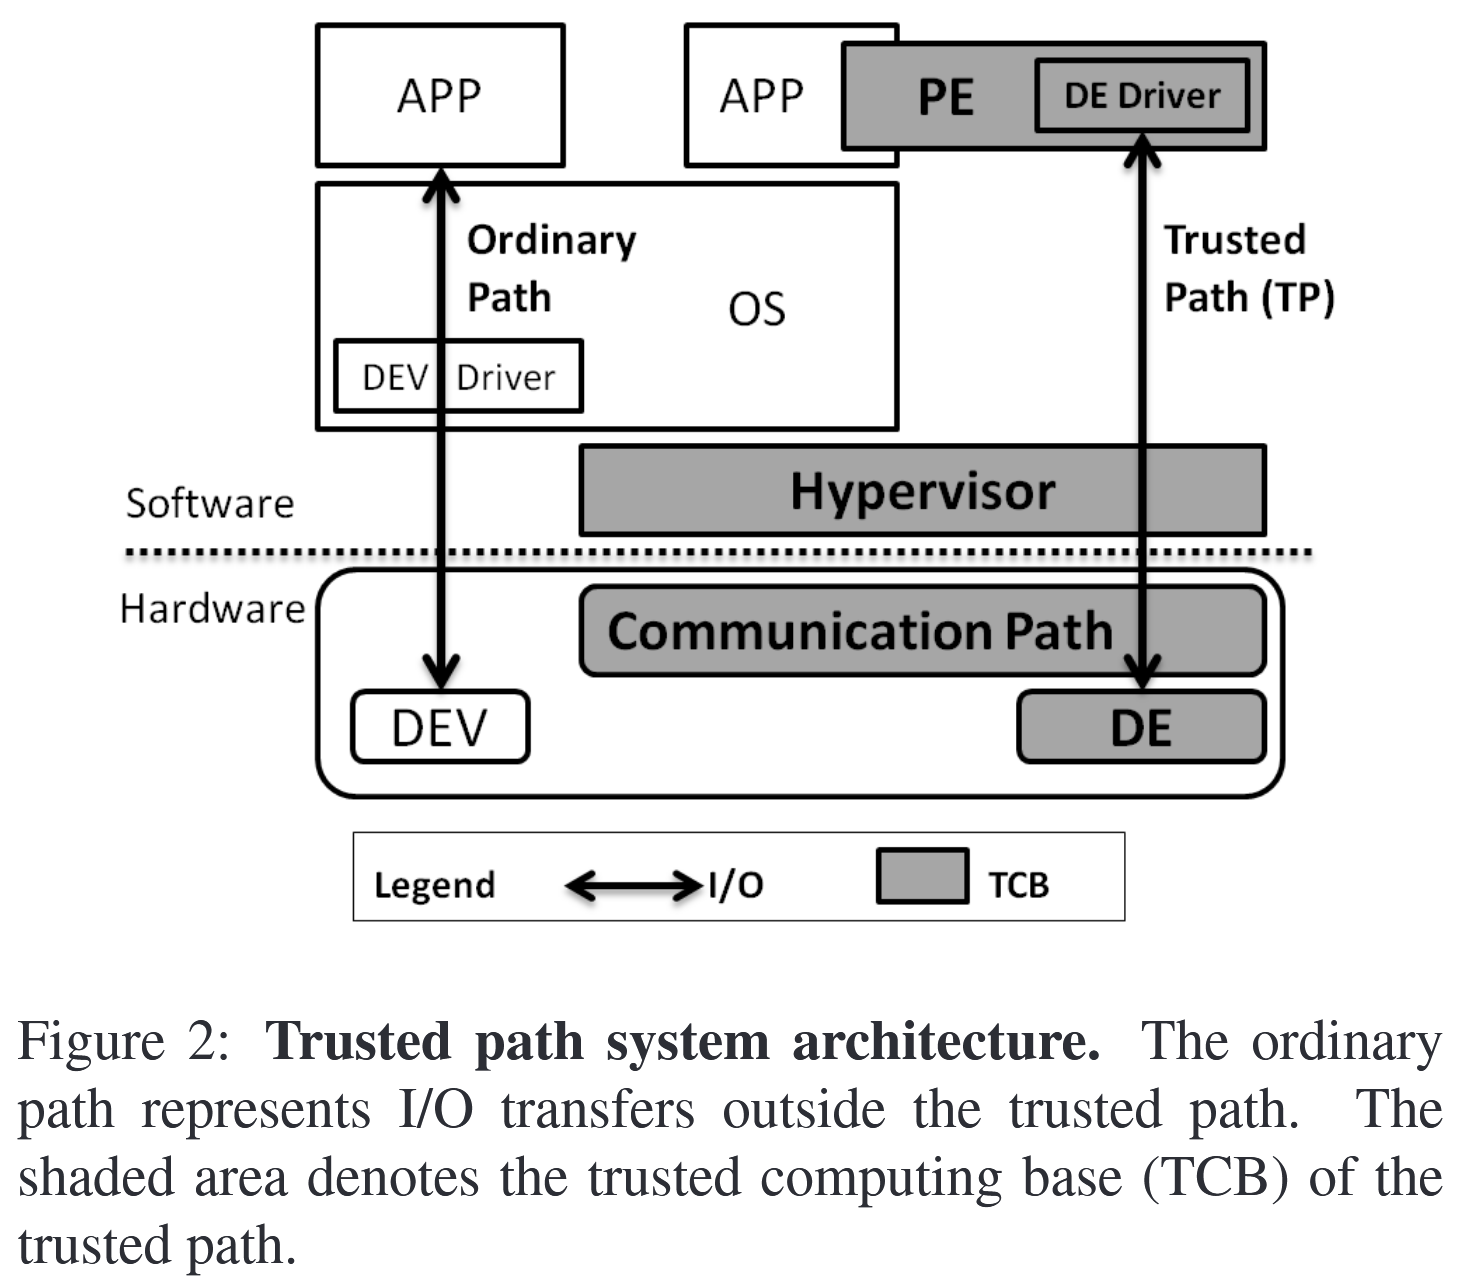 APP
APP
PE
DE Driver
Ordinary
Path
OS
DEV Driver
Trusted
Path (TP)
Hypervisor
Software
Hardware
Communication Path
DEV
DE
Legend
I/O
TCB
Figure 2: Trusted path system architecture. The ordinary
path represents I/O transfers outside the trusted path. The
shaded area denotes the trusted computing base (TCB) of the
trusted path.